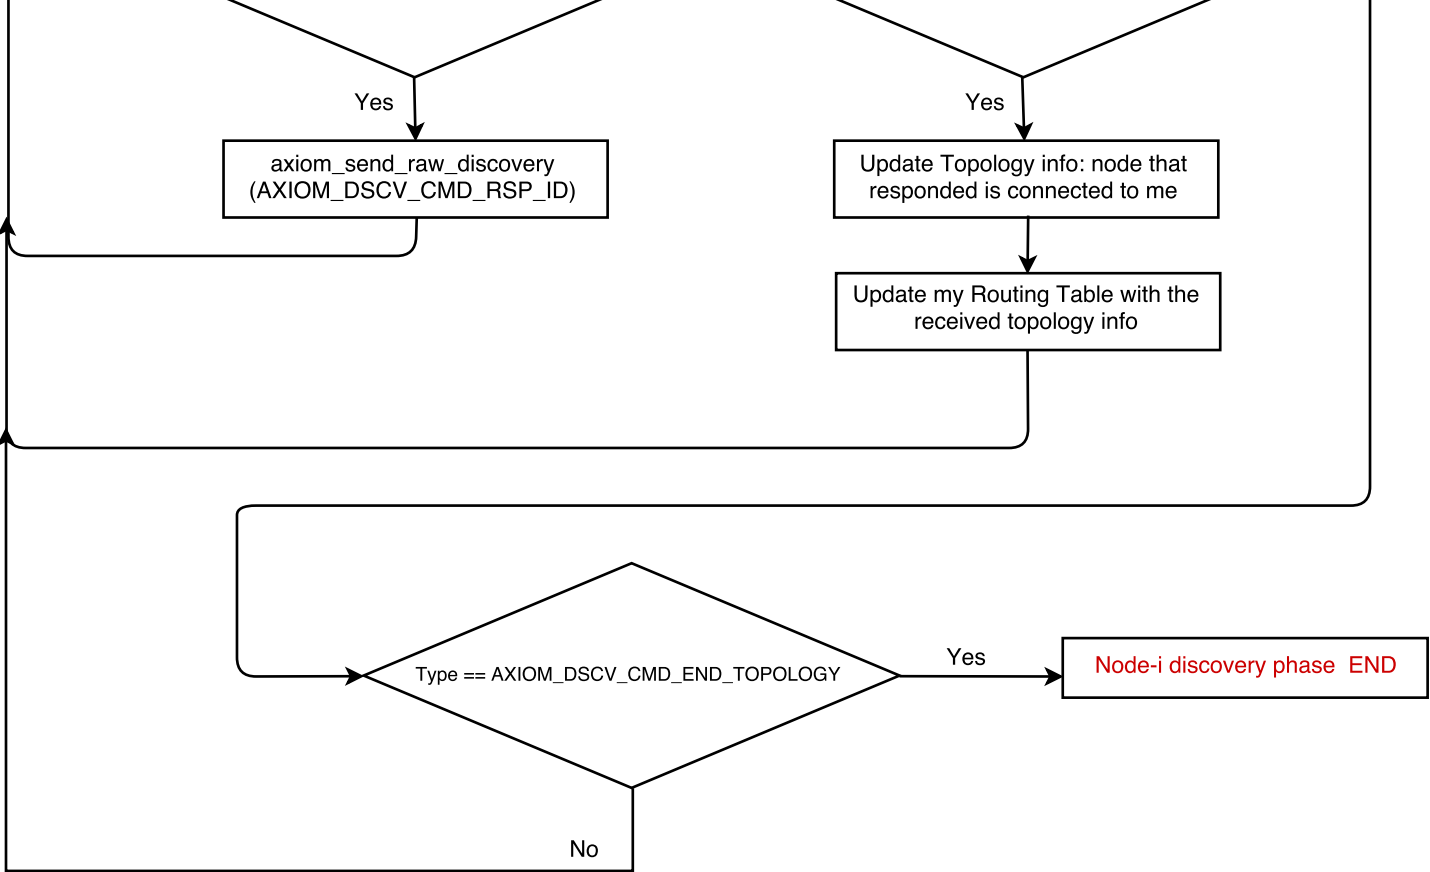 Yes
Yes
axiom_send_raw_discovery
(AXIOM_DSCV_CMD_RSP_ID)
Update Topology info: node that
responded is connected to me
Update my Routing Table with the
received topology info
Type == AXIOM_DSCV_CMD_END_TOPOLOGY
Yes
Node-i discovery phase  END
No